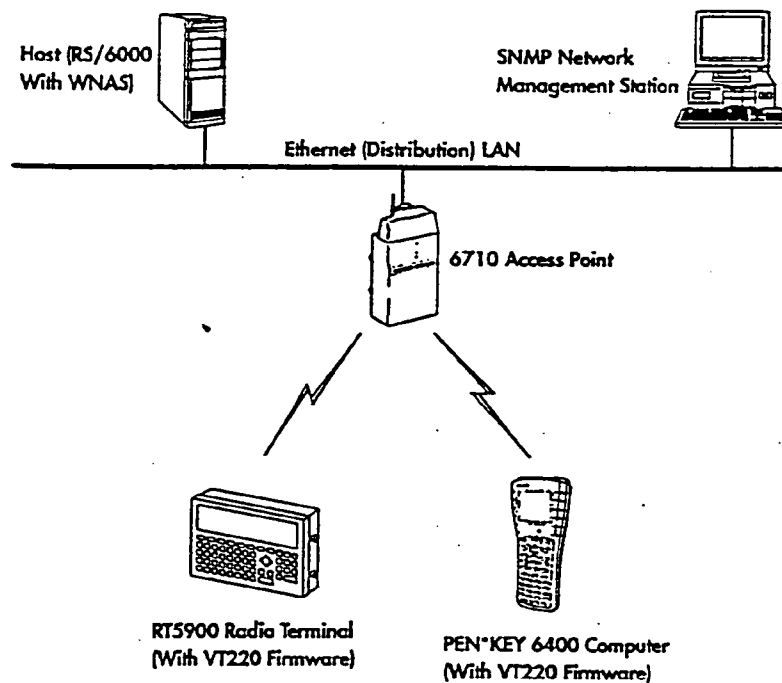 Host (RS/6000
With WNAS)
SNMP Network
Management Station
Ethernet (Distribution) LAN
6710 Access Point
RT5900 Radio Terminal
(With VT220 Firmware)
PEN*KEY 6400 Computer
(With VT220 Firmware)